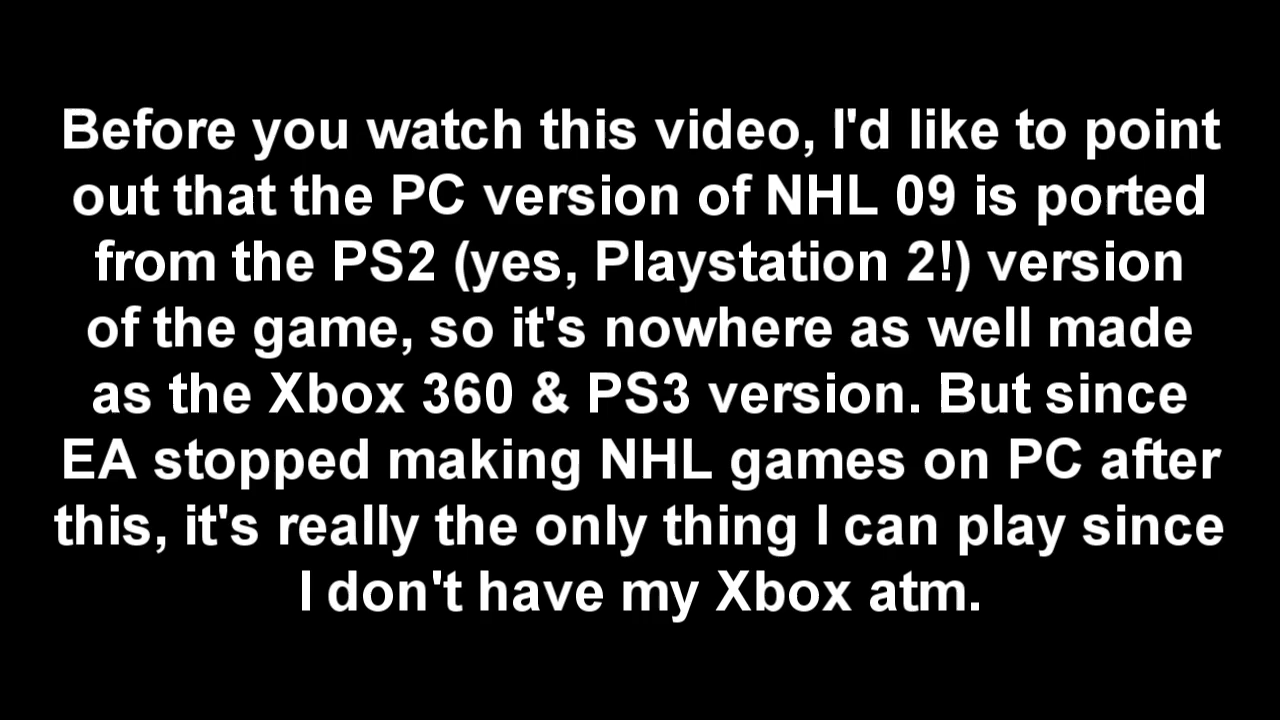 Before you watch this video, I'd like to point
out that the PC version of NHL 09 is ported
from the PS2 (yes, Playstation 2!) version
of the game, so it's nowhere as well made
as the Xbox 360 & PS3 version. But since
EA stopped making NHL games on PC after
this, it's really the only thing I can play since
I don't have my Xbox atm.